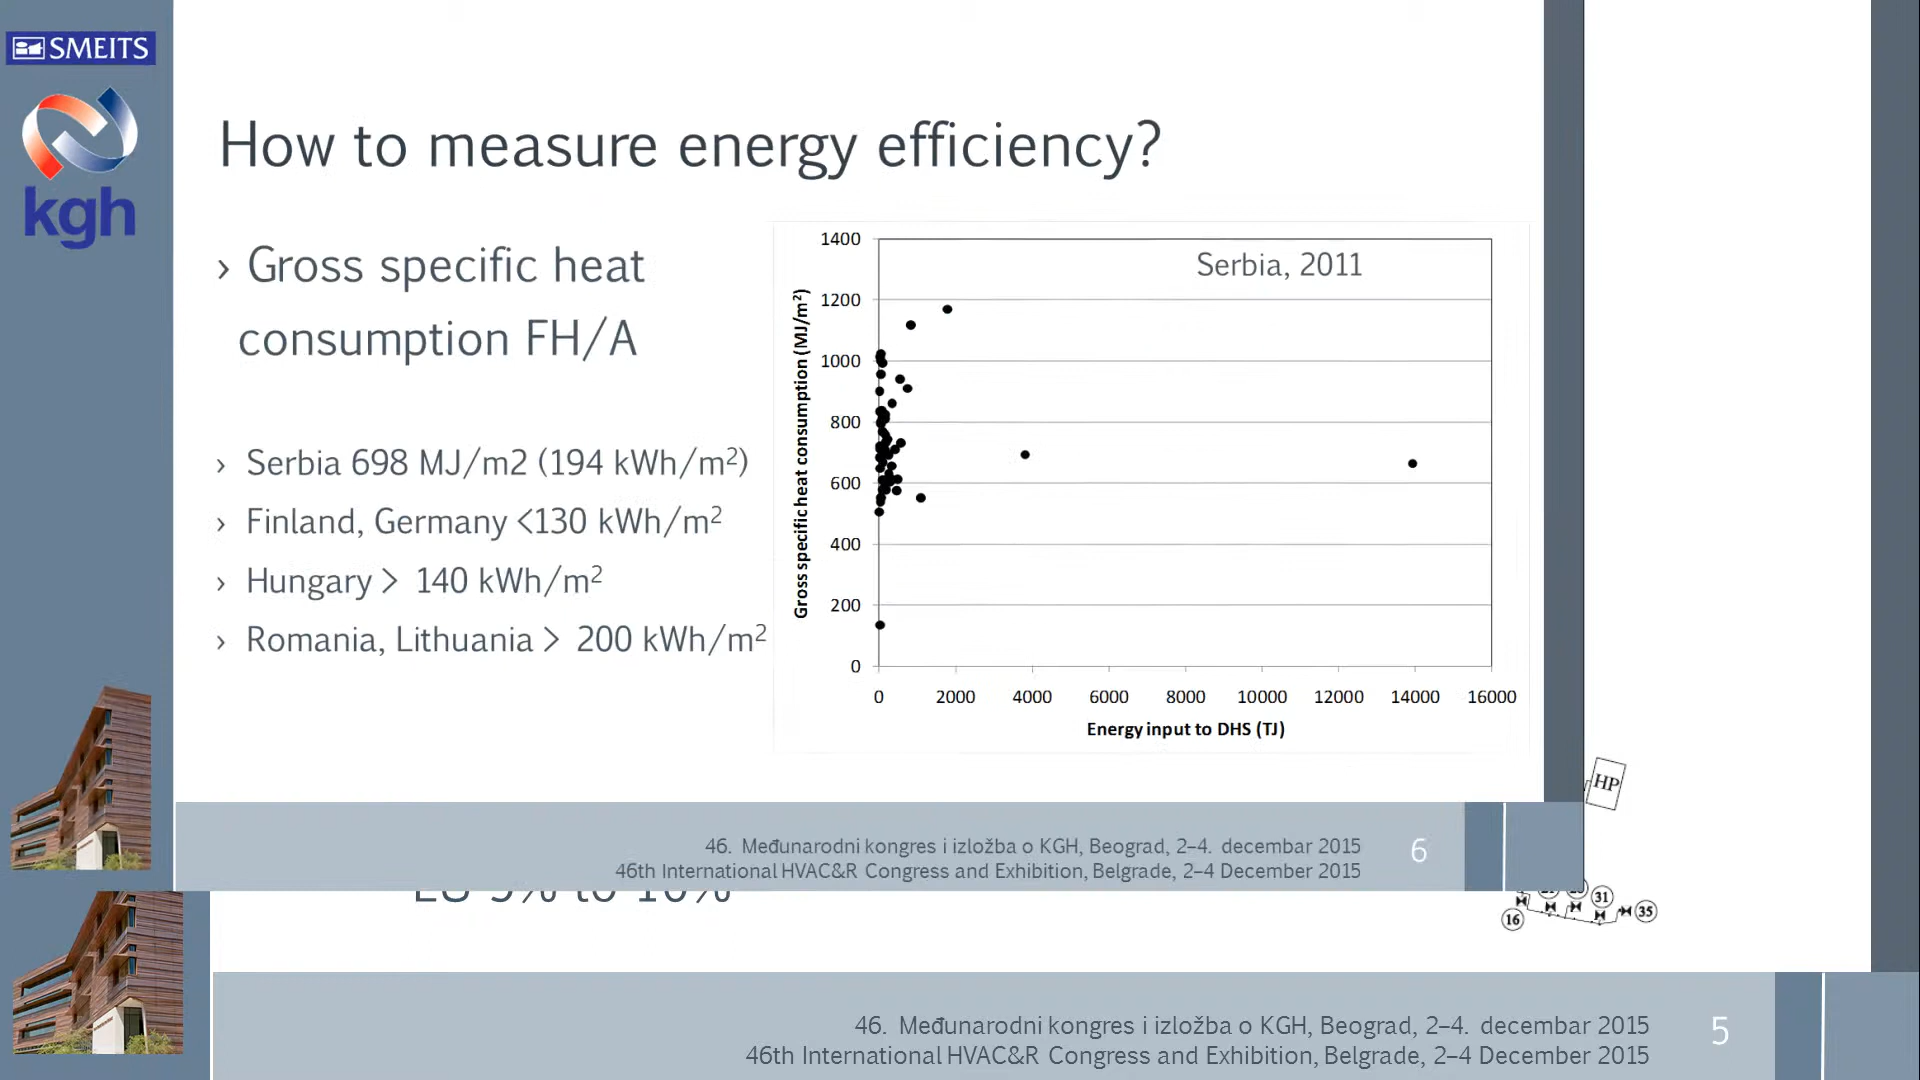 SMEITS
kgh
How to measure energy efficiency?
› Gross specific heat
consumption FH/A
› Serbia 698 MJ/m2 (194 kWh/m²)
› Finland, Germany <130 kWh/m²
› Hungary > 140 kWh/m²
› Romania, Lithuania > 200 kWh/m²
Serbia, 2011
Gross specific heat consumption (MJ/m²)
1400
1200
1000
800
600
400
200
0
0 2000 4000 6000 8000 10000 12000 14000 16000
Energy input to DHS (TJ)
HP
46. Međunarodni kongres i izložba o KGH, Beograd, 2–4. decembar 2015
46th International HVAC&R Congress and Exhibition, Belgrade, 2–4 December 2015
6
EU 5% to 10%
31
16
35
46. Međunarodni kongres i izložba o KGH, Beograd, 2–4. decembar 2015
46th International HVAC&R Congress and Exhibition, Belgrade, 2–4 December 2015
5